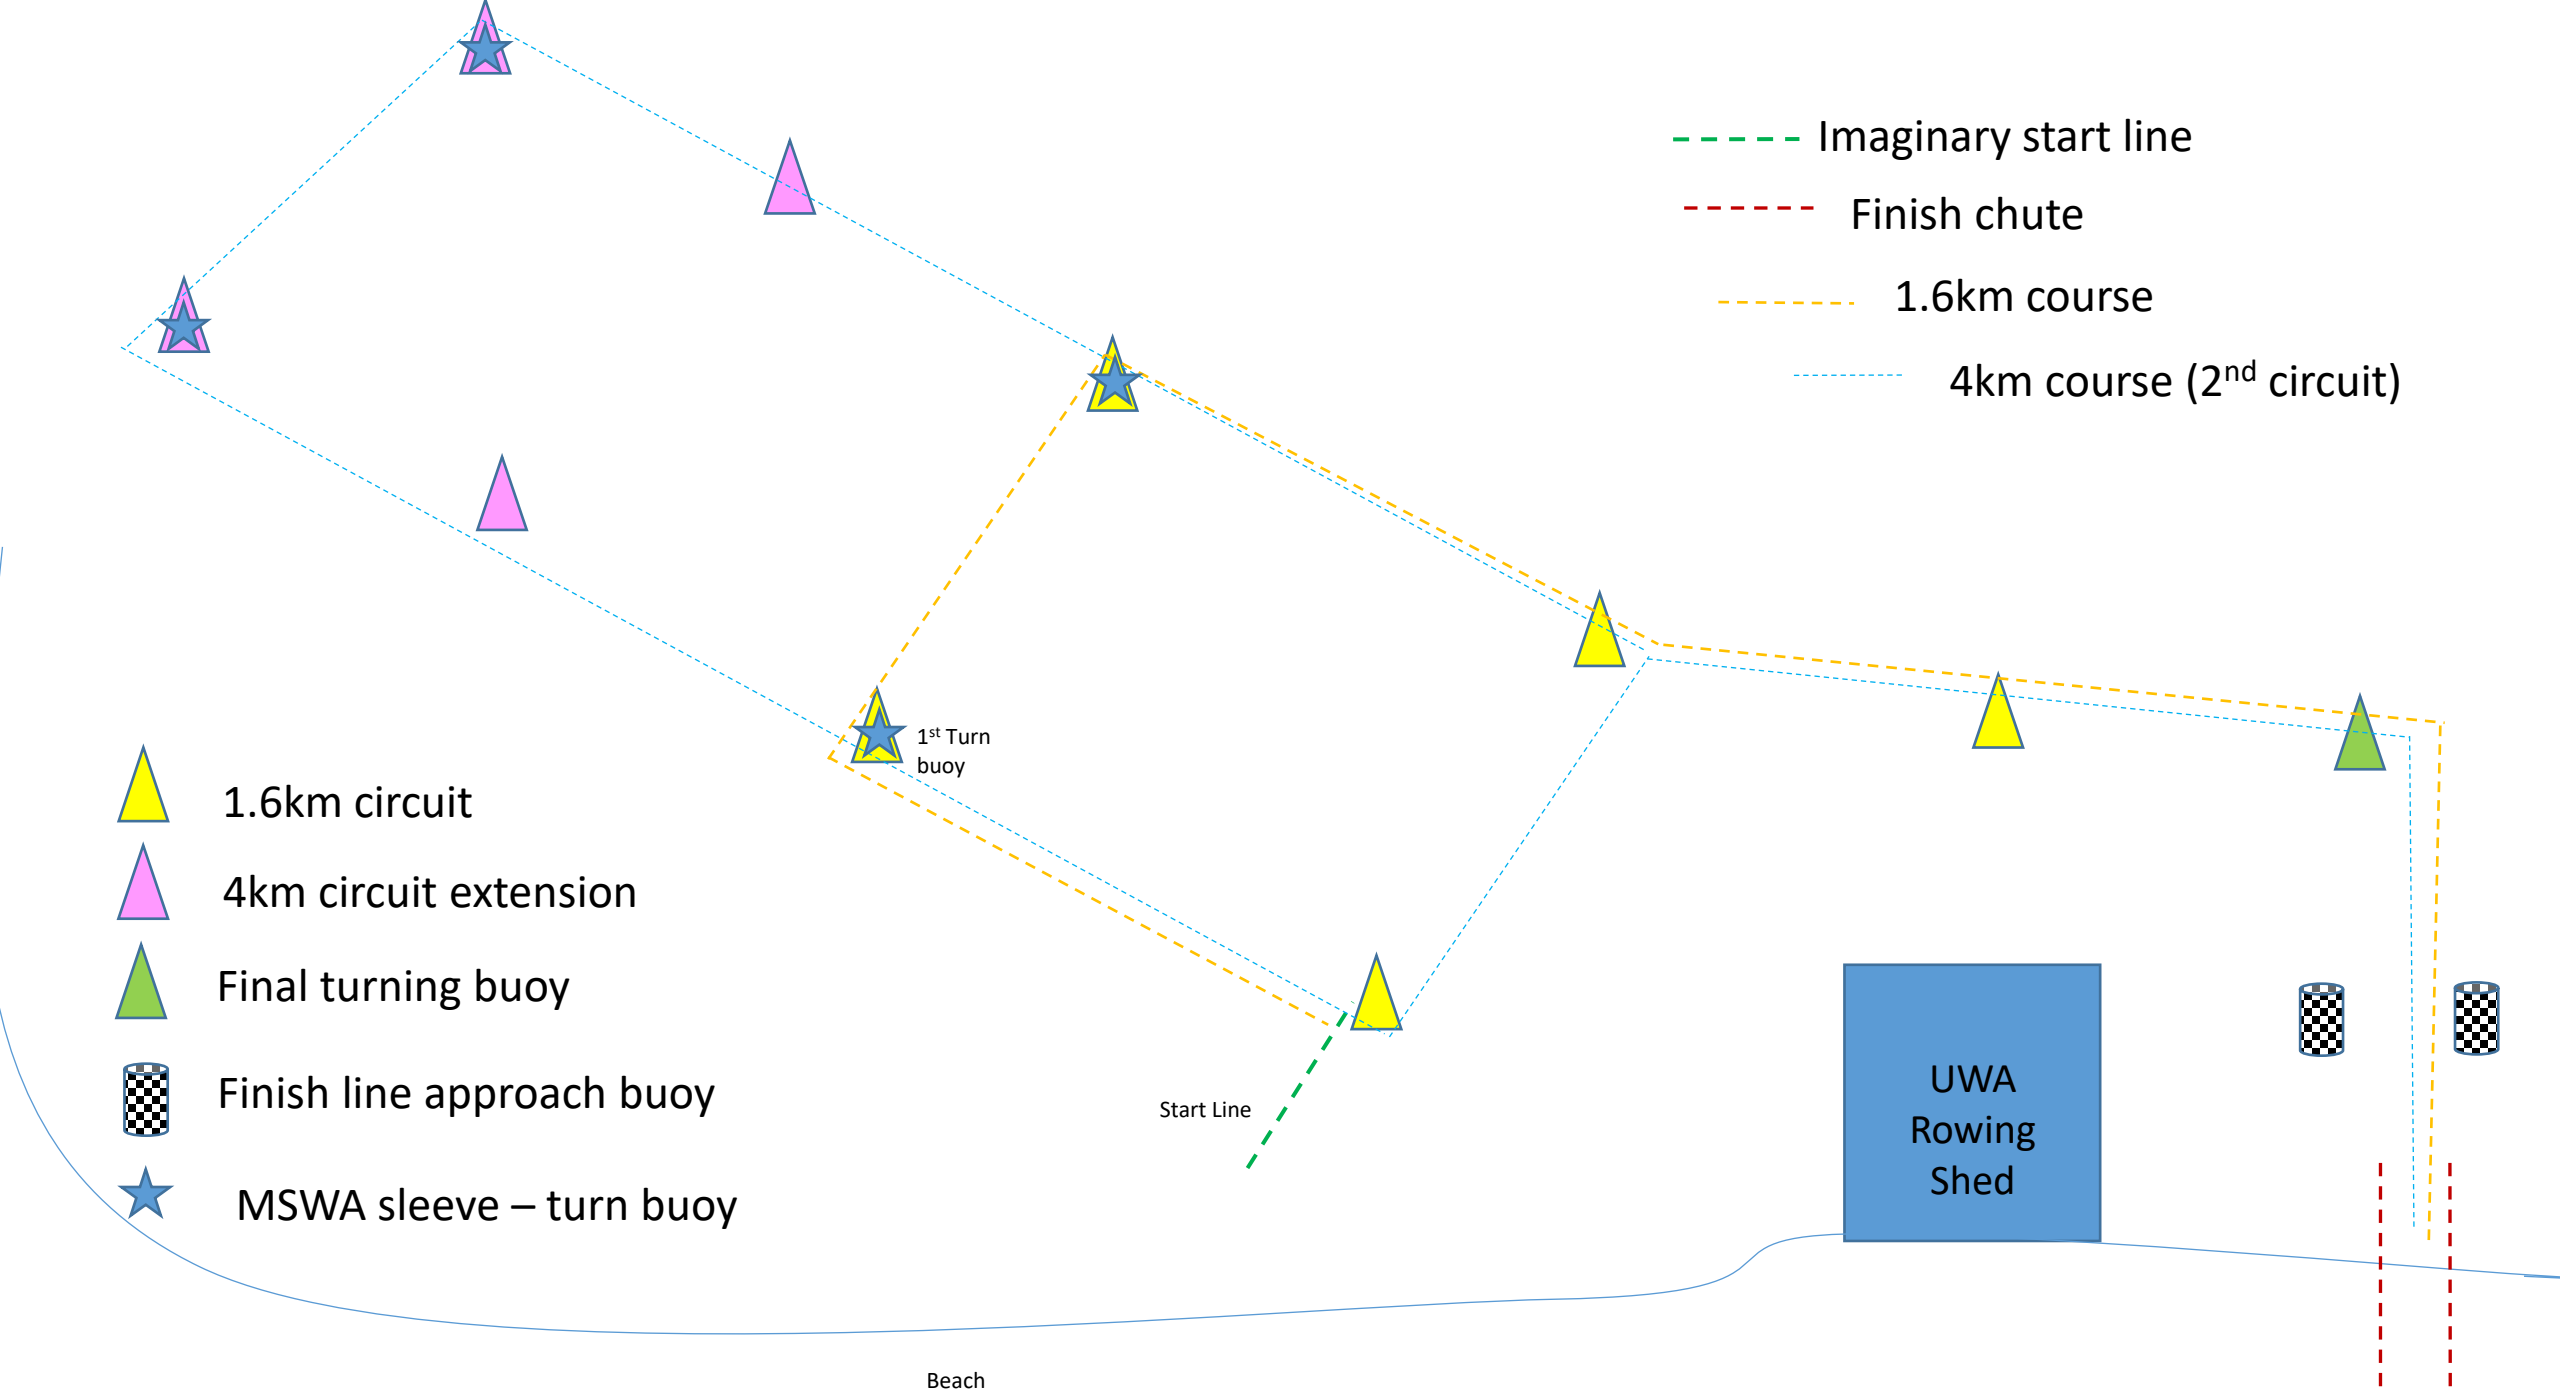 Imaginary start line
Finish chute
1.6km course
4km course (2nd circuit)
1st Turn
buoy
1.6km circuit
4km circuit extension
Final turning buoy
Finish line approach buoy
MSWA sleeve – turn buoy
Start Line
UWA
Rowing
Shed
Beach